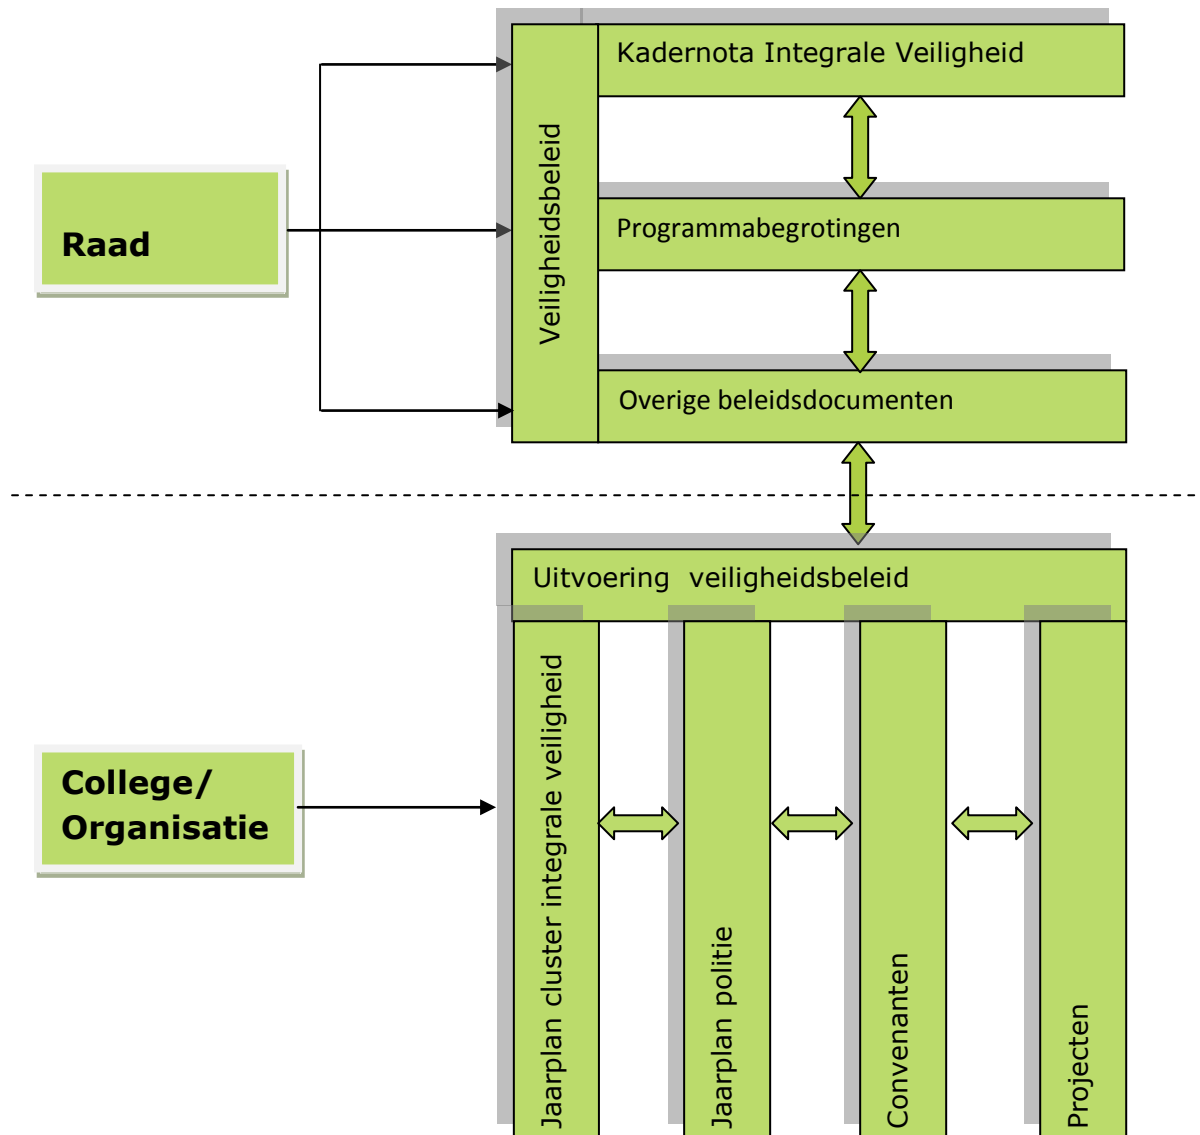 Kadernota Integrale Veiligheid
Veiligheidsbeleid
Raad
Programmabegrotingen
Overige beleidsdocumenten
Uitvoering veiligheidsbeleid
College/
Organisatie
Jaarplan cluster integrale veiligheid
Jaarplan politie
Convenanten
Projecten